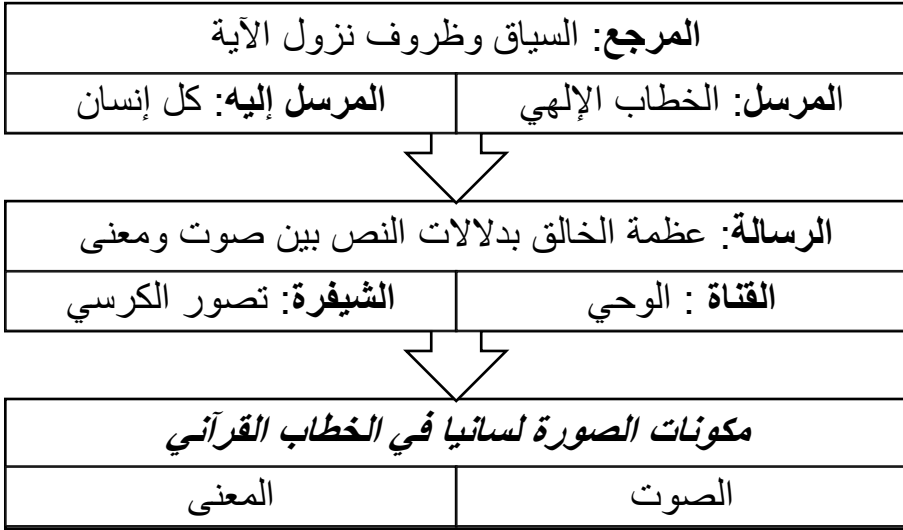 المرجع: السياق وظروف نزول الآية
المرسل: الخطاب الإلهي
المرسل إليه: كل إنسان
الرسالة: عظمة الخالق بدلالات النص بين صوت ومعنى
القناة : الوحي
الشيفرة: تصور الكرسي
مكونات الصورة لسانيا في الخطاب القرآني
الصوت
المعنى